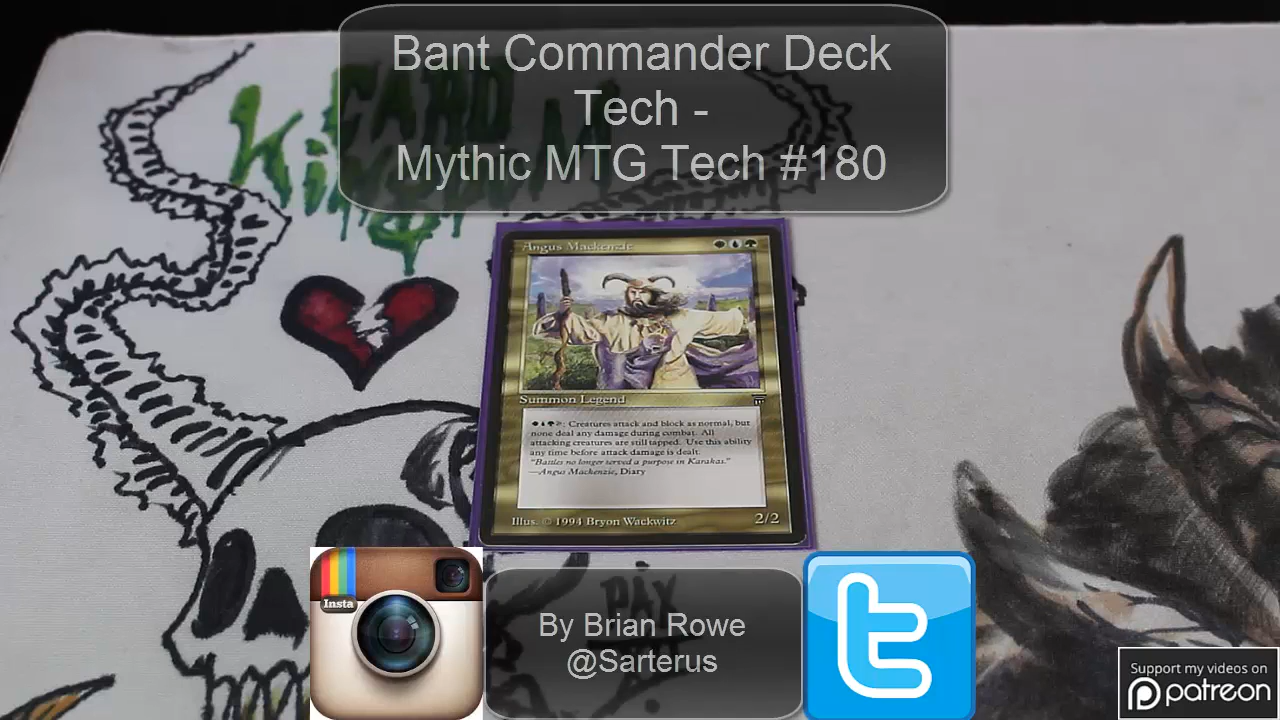 Bant Commander Deck
Tech -
Mythic MTG Tech #180
CARD
KiNGDOM
Angus Mackenzie
Summon Legend
: Creatures attack and block as normal, but
none deal any damage during combat. All
attacking creatures are still tapped. Use this ability
any time before attack damage is dealt.
"Battles no longer served a purpose in Karakas."
—Angus Mackenzie, Diary
Illus. © 1994 Bryon Wackwitz
2/2
Insta
By Brian Rowe
@Sarterus
Support my videos on
patreon